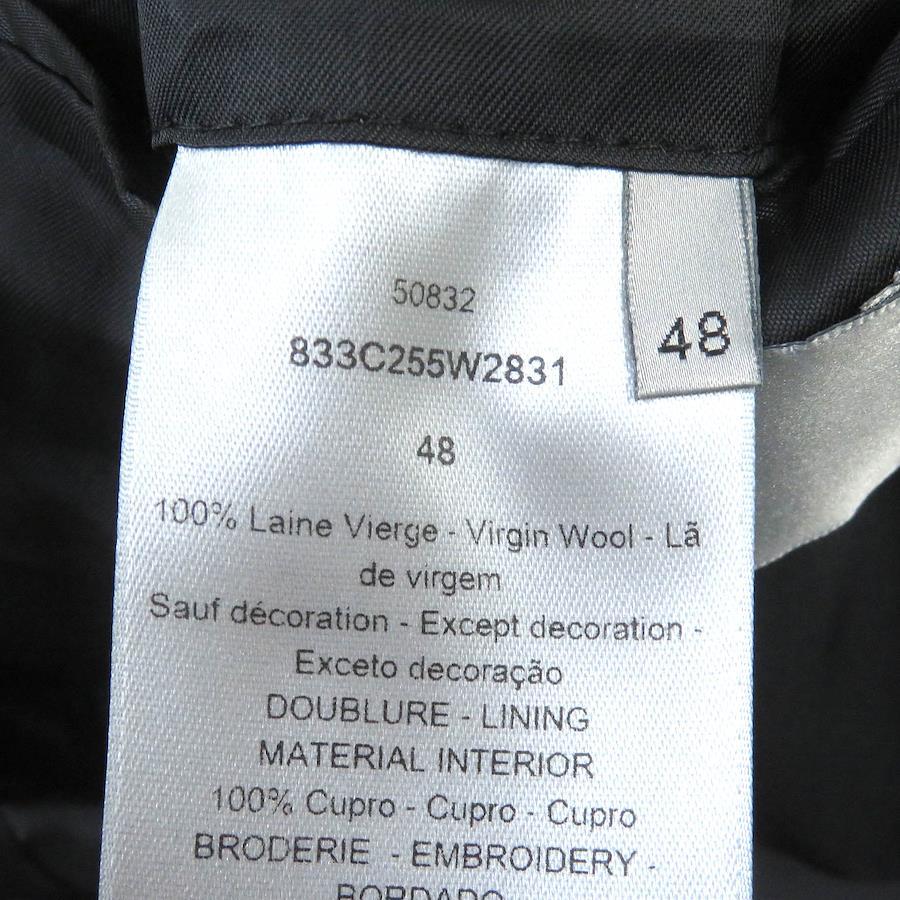 50832
833C255W2831
48
48
100% Laine Vierge - Virgin Wool - Lã
de virgem
Sauf décoration - Except decoration -
Exceto decoração
DOUBLURE - LINING
MATERIAL INTERIOR
100% Cupro - Cupro - Cupro
BRODERIE - EMBROIDERY -
BORDADO